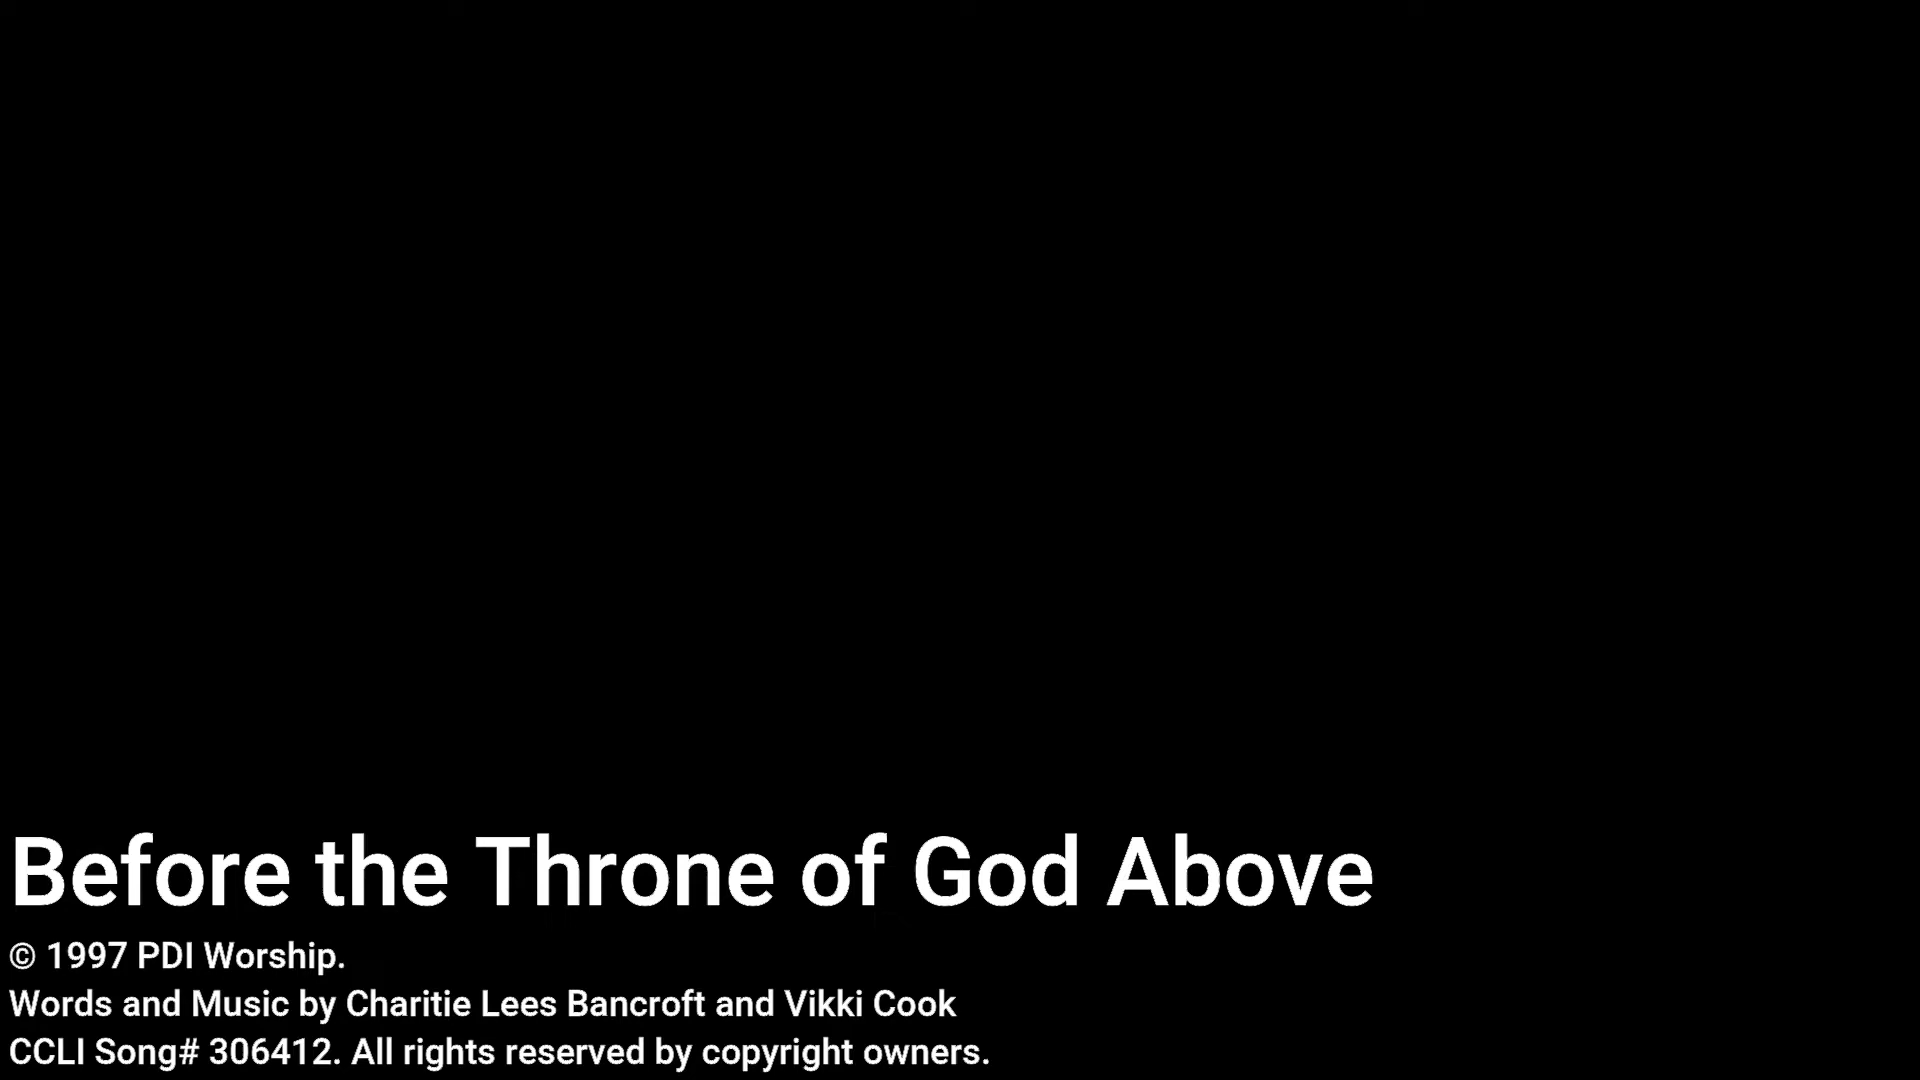 Before the Throne of God Above
© 1997 PDI Worship.
Words and Music by Charitie Lees Bancroft and Vikki Cook
CCLI Song# 306412. All rights reserved by copyright owners.